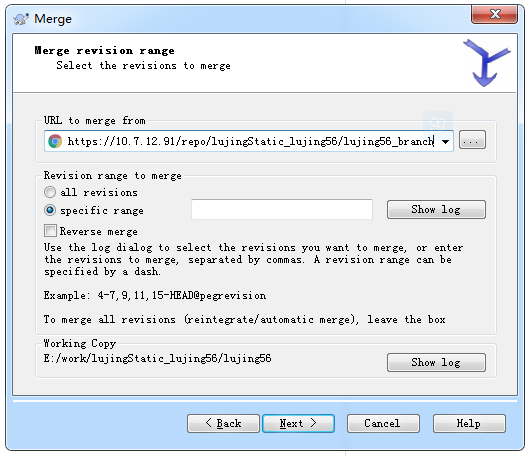 Merge
Merge revision range
Select the revisions to merge
URL to merge from
https://10.7.12.91/repo/lujingStatic_lujing56/lujing56_branch
...
Revision range to merge
all revisions
specific range
Show log
Reverse merge
Use the log dialog to select the revisions you want to merge, or enter
the revisions to merge, separated by commas. A revision range can be
specified by a dash.
Example: 4-7,9,11,15-HEAD@pegrevision
To merge all revisions (reintegrate/automatic merge), leave the box
Working Copy
E:/work/lujingStatic_lujing56/lujing56
Show log
< Back
Next >
Cancel
Help